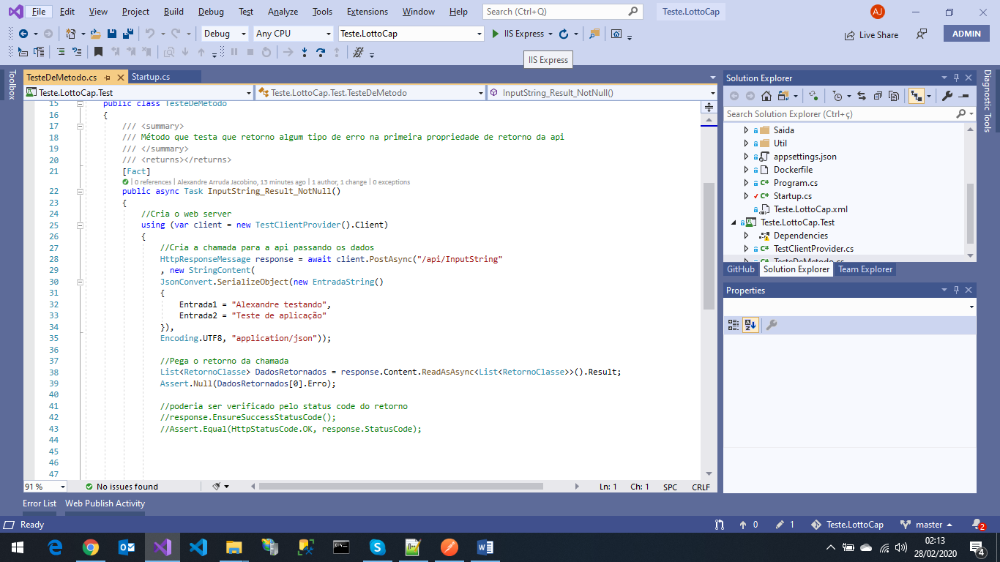 File Edit View Project Build Debug Test Analyze Tools Extensions Window Help Search (Ctrl+Q) Teste.LottoCap AJ
Debug Any CPU Teste.LottoCap IIS Express Live Share ADMIN
IIS Express
Toolbox
TesteDeMetodo.cs Startup.cs
Teste.LottoCap.Test Teste.LottoCap.Test.TesteDeMetodo InputString_Result_NotNull()
15 public class TesteDeMetodo
16 {
17 /// <summary>
18 /// Método que testa que retorno algum tipo de erro na primeira propriedade de retorno da api
19 /// </summary>
20 /// <returns></returns>
21 [Fact]
0 references | Alexandre Arruda Jacobino, 13 minutes ago | 1 author, 1 change | 0 exceptions
22 public async Task InputString_Result_NotNull()
23 {
24 //Cria o web server
25 using (var client = new TestClientProvider().Client)
26 {
27 //Cria a chamada para a api passando os dados
28 HttpResponseMessage response = await client.PostAsync("/api/InputString"
29 , new StringContent(
30 JsonConvert.SerializeObject(new EntradaString()
31 {
32 Entrada1 = "Alexandre testando",
33 Entrada2 = "Teste de aplicação"
34 }),
35 Encoding.UTF8, "application/json"));
36
37 //Pega o retorno da chamada
38 List<RetornoClasse> DadosRetornados = response.Content.ReadAsAsync<List<RetornoClasse>>().Result;
39 Assert.Null(DadosRetornados[0].Erro);
40
41 //poderia ser verificado pelo status code do retorno
42 //response.EnsureSuccessStatusCode();
43 //Assert.Equal(HttpStatusCode.OK, response.StatusCode);
44
45
46
47
91 % No issues found Ln: 1 Ch: 1 SPC CRLF
Solution Explorer
Search Solution Explorer (Ctrl+ç)
Saida
Util
appsettings.json
Dockerfile
C# Program.cs
C# Startup.cs
Teste.LottoCap.xml
Teste.LottoCap.Test
Dependencies
C# TestClientProvider.cs
C# TesteDeMetodo.cs
GitHub Solution Explorer Team Explorer
Properties
Diagnostic Tools
Error List Web Publish Activity
Ready 0 1 Teste.LottoCap master 2
02:13
28/02/2020
4